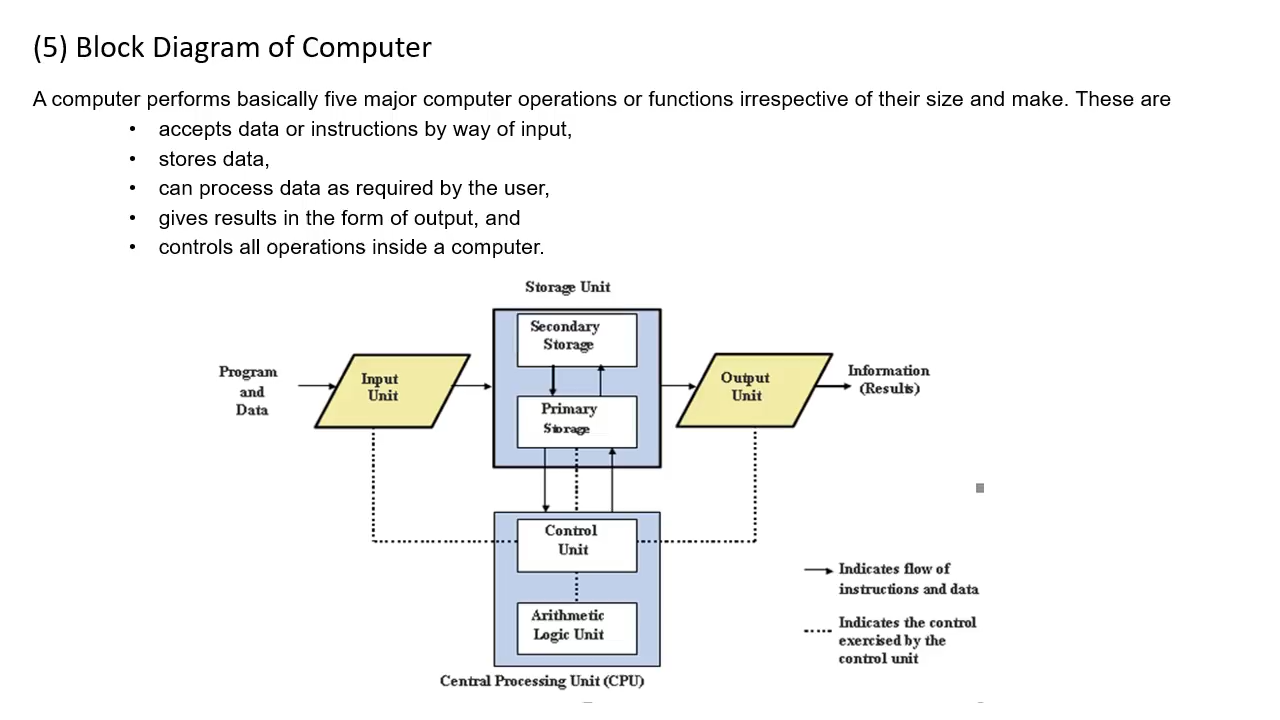 (5) Block Diagram of Computer
A computer performs basically five major computer operations or functions irrespective of their size and make. These are
• accepts data or instructions by way of input,
• stores data,
• can process data as required by the user,
• gives results in the form of output, and
• controls all operations inside a computer.
Storage Unit
Secondary
Storage
Program
and
Data
Input
Unit
Primary
Storage
Output
Unit
Information
(Results)
Control
Unit
Arithmetic
Logic Unit
Central Processing Unit (CPU)
Indicates flow of
instructions and data
Indicates the control
exercised by the
control unit